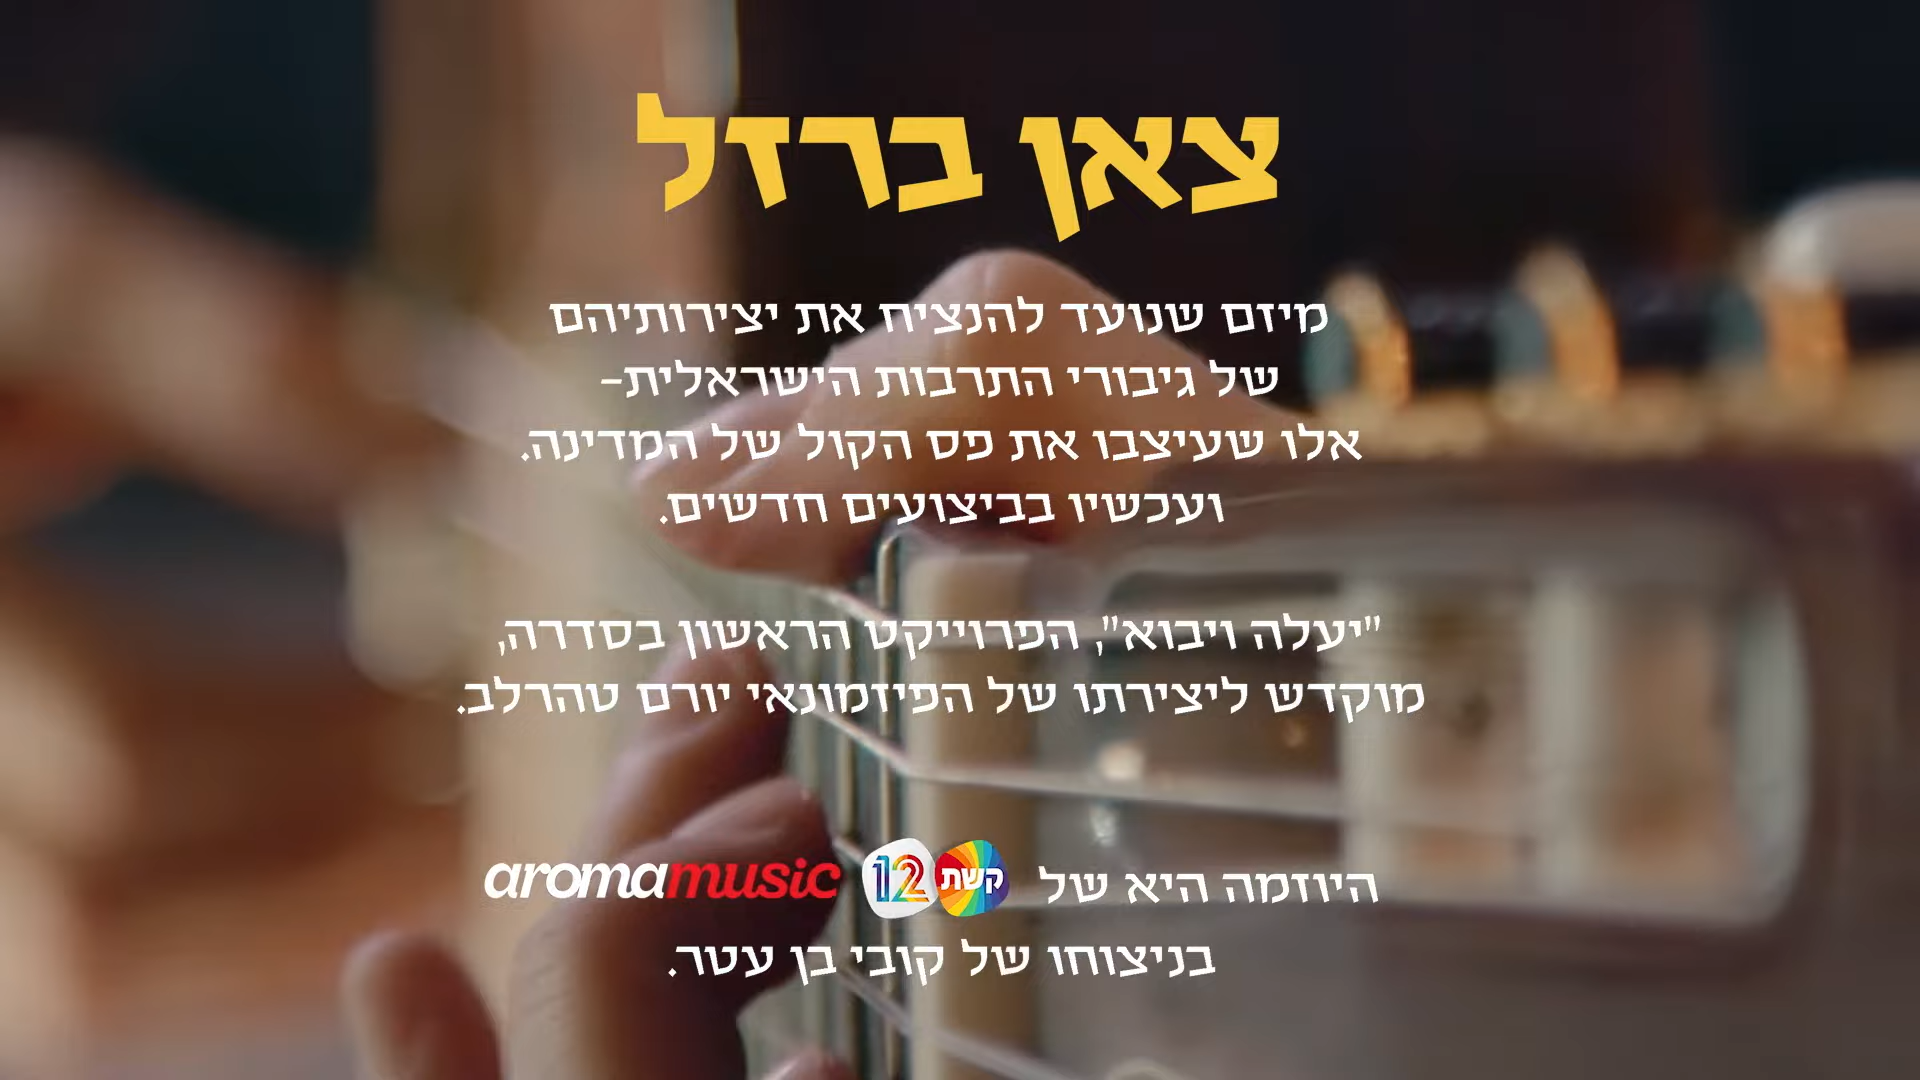 צאן ברזל
מיזם שנועד להנציח את יצירותיהם
של גיבורי התרבות הישראלית-
אלו שעיצבו את פס הקול של המדינה.
ועכשיו בביצועים חדשים.
"יעלה ויבוא", הפרוייקט הראשון בסדרה,
מוקדש ליצירתו של הפיזמונאי יורם טהרלב.
היוזמה היא של קשת 12 aromamusic
בניצוחו של קובי בן עטר.